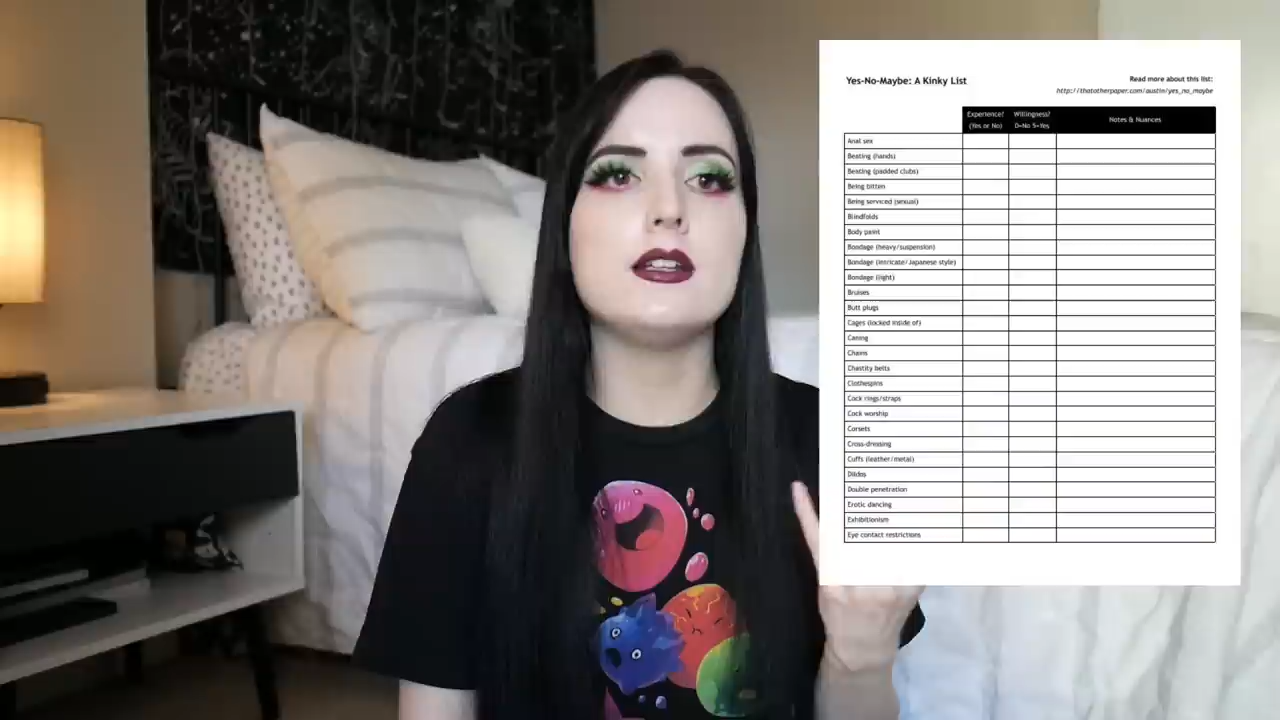 Yes-No-Maybe: A Kinky List
Read more about this list:
http://thatotherpaper.com/austin/yes_no_maybe
Experience? Willingness? Notes & Nuances
(Yes or No) 0=No 5=Yes
Anal sex
Beating (hands)
Beating (padded clubs)
Being bitten
Being serviced (sexual)
Blindfolds
Body paint
Bondage (heavy/suspension)
Bondage (intricate/Japanese style)
Bondage (light)
Bruises
Butt plugs
Cages (locked inside of)
Caning
Chains
Chastity belts
Clothespins
Cock rings/straps
Cock worship
Corsets
Cross-dressing
Cuffs (leather/metal)
Dildos
Double penetration
Erotic dancing
Exhibitionism
Eye contact restrictions